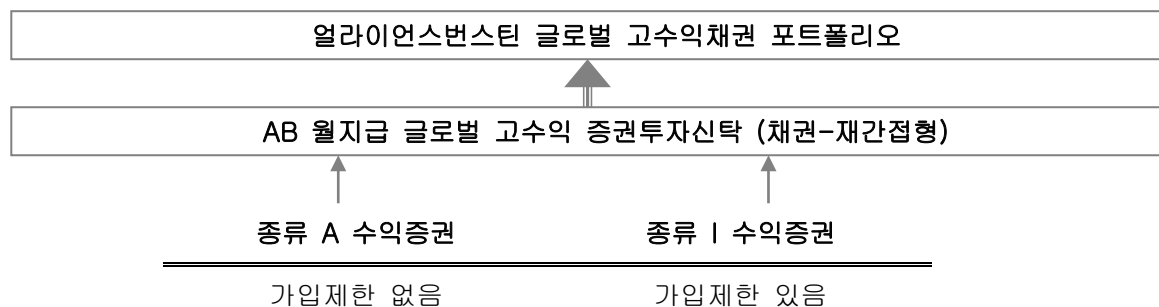 얼라이언스번스틴 글로벌 고수익채권 포트폴리오
AB 월지급 글로벌 고수익 증권투자신탁 (채권-재간접형)
종류 A 수익증권 종류 I 수익증권
가입제한 없음 가입제한 있음